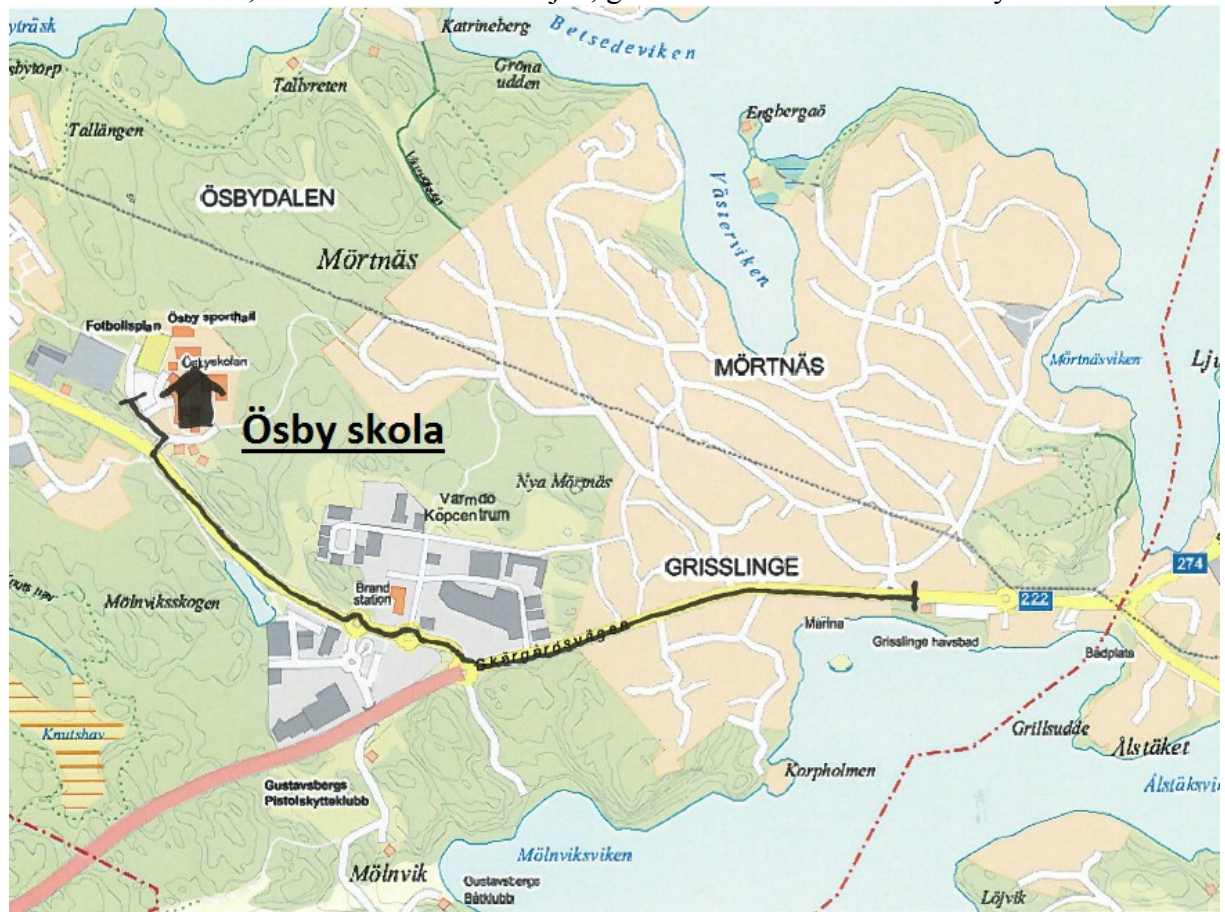 Katrineberg
Betsedeviken
Gröna
udden
Tallvreten
Tallängen
Engbergaö
Västerviken
ÖSBYDALEN
Mörtnäs
Fotbollsplan
Ösby sporthall
Ösbyskolan
Ösby skola
MÖRTNÄS
Mörtnäsviken
Nya Mörtnäs
Värmdö
Köpcentrum
GRISSLINGE
274
222
Brand
station
Mölnviksskogen
Skärgårdsvägen
Marina
Grisslinge havsbad
Bådplats
Knutshav
Grillsudde
Ålstäket
Korpholmen
Gustavsbergs
Pistolskytteklubb
Mölnviksviken
Mölnvik
Gustavsbergs
Båtklubb
Löjvik